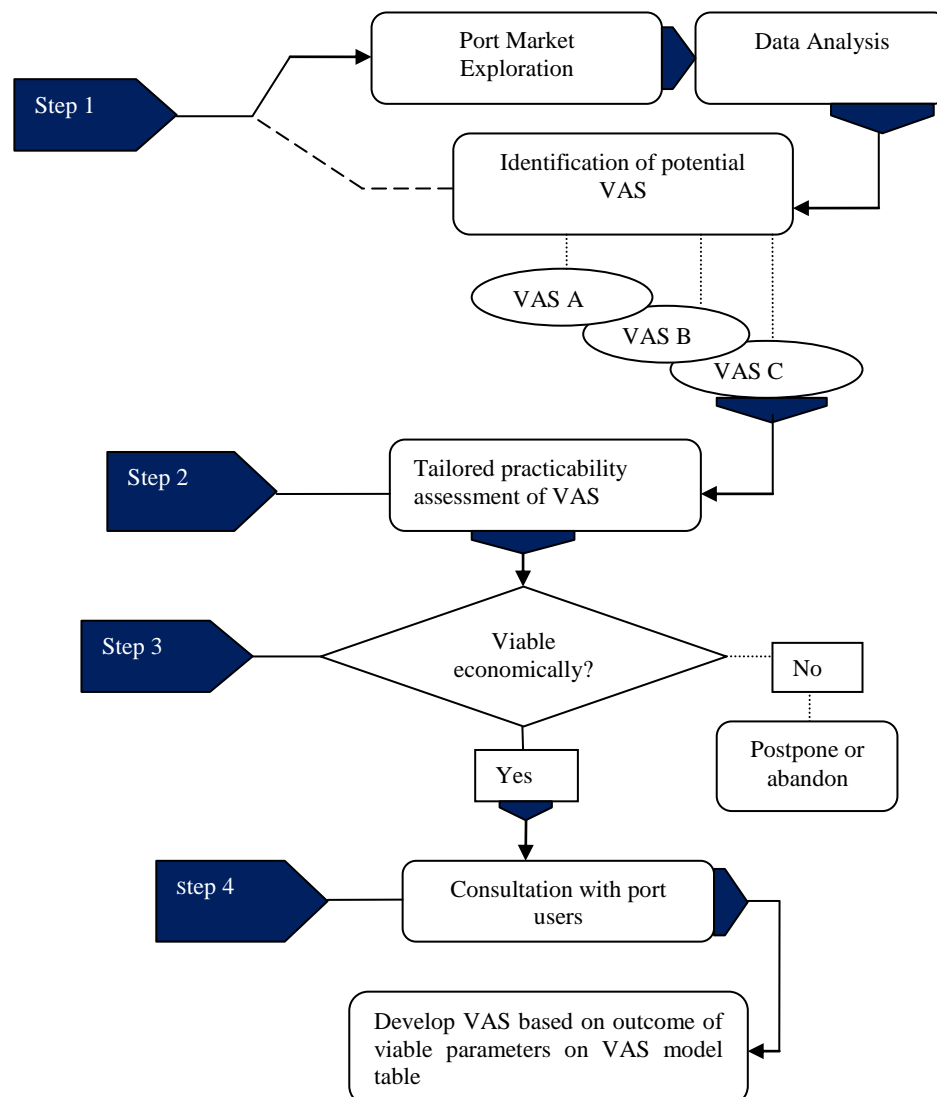 Port Market
Exploration
Data Analysis
Step 1
Identification of potential
VAS
VAS A
VAS B
VAS C
Step 2
Tailored practicability
assessment of VAS
Step 3
Viable
economically?
No
Postpone or
abandon
Yes
Step 4
Consultation with port
users
Develop VAS based on outcome of
viable parameters on VAS model
table